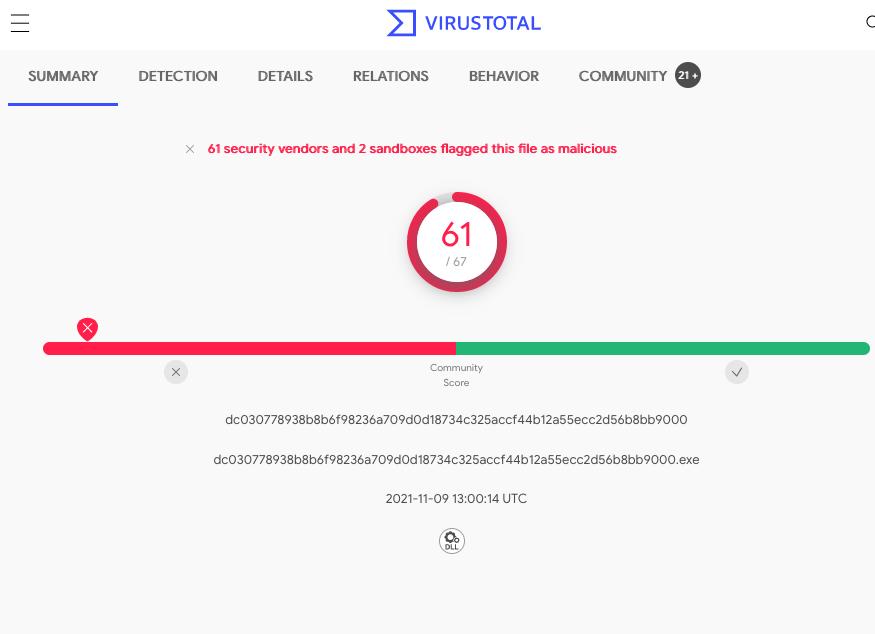 VIRUSTOTAL
SUMMARY DETECTION DETAILS RELATIONS BEHAVIOR COMMUNITY 21 +
61 security vendors and 2 sandboxes flagged this file as malicious
61
/ 67
Community
Score
dc030778938b8b6f98236a709d0d18734c325accf44b12a55ecc2d56b8bb9000
dc030778938b8b6f98236a709d0d18734c325accf44b12a55ecc2d56b8bb9000.exe
2021-11-09 13:00:14 UTC
DLL